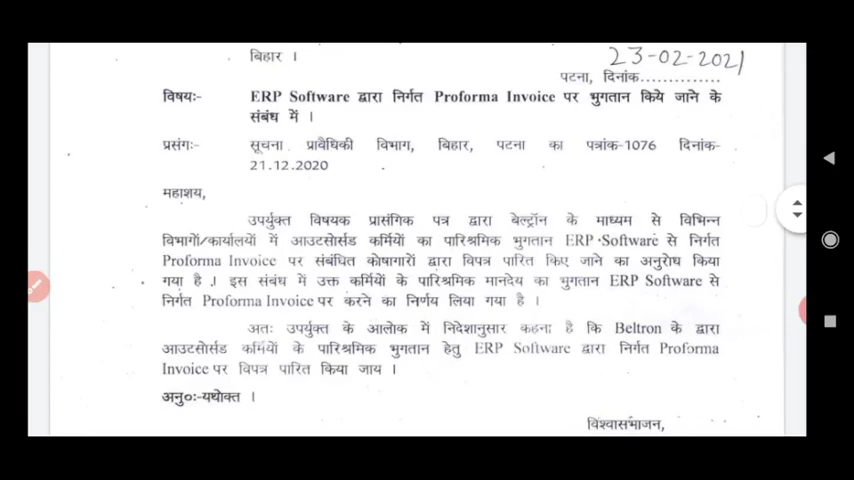 बिहार ।
23-02-2021
पटना, दिनांक..............
विषयः- ERP Software द्वारा निर्गत Proforma Invoice पर भुगतान किये जाने के
संबंध में ।
प्रसंगः- सूचना प्रावैधिकी विभाग, बिहार, पटना का पत्रांक-1076 दिनांक-
21.12.2020
महाशय,
उपर्युक्त विषयक प्रासंगिक पत्र द्वारा बेल्ट्रॉन के माध्यम से विभिन्न
विभागों/कार्यालयों में आउटसोर्सड कर्मियों का पारिश्रमिक भुगतान ERP Software से निर्गत
Proforma Invoice पर संबंधित कोषागारों द्वारा विपत्र पारित किए जाने का अनुरोध किया
गया है । इस संबंध में उक्त कर्मियों के पारिश्रमिक मानदेय का भुगतान ERP Software से
निर्गत Proforma Invoice पर करने का निर्णय लिया गया है ।
अतः उपर्युक्त के आलोक में निदेशानुसार कहना है कि Beltron के द्वारा
आउटसोर्सड कर्मियों के पारिश्रमिक भुगतान हेतु ERP Software द्वारा निर्गत Proforma
Invoice पर विपत्र पारित किया जाय ।
अनु०ः-यथोक्त ।
विश्वासभाजन,